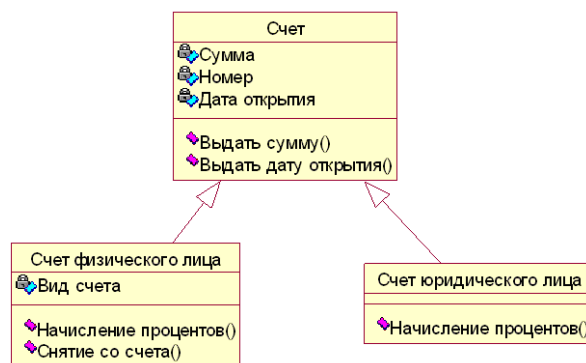 Счет
Сумма
Номер
Дата открытия
Выдать сумму()
Выдать дату открытия()
Счет физического лица
Вид счета
Начисление процентов()
Снятие со счета()
Счет юридического лица
Начисление процентов()